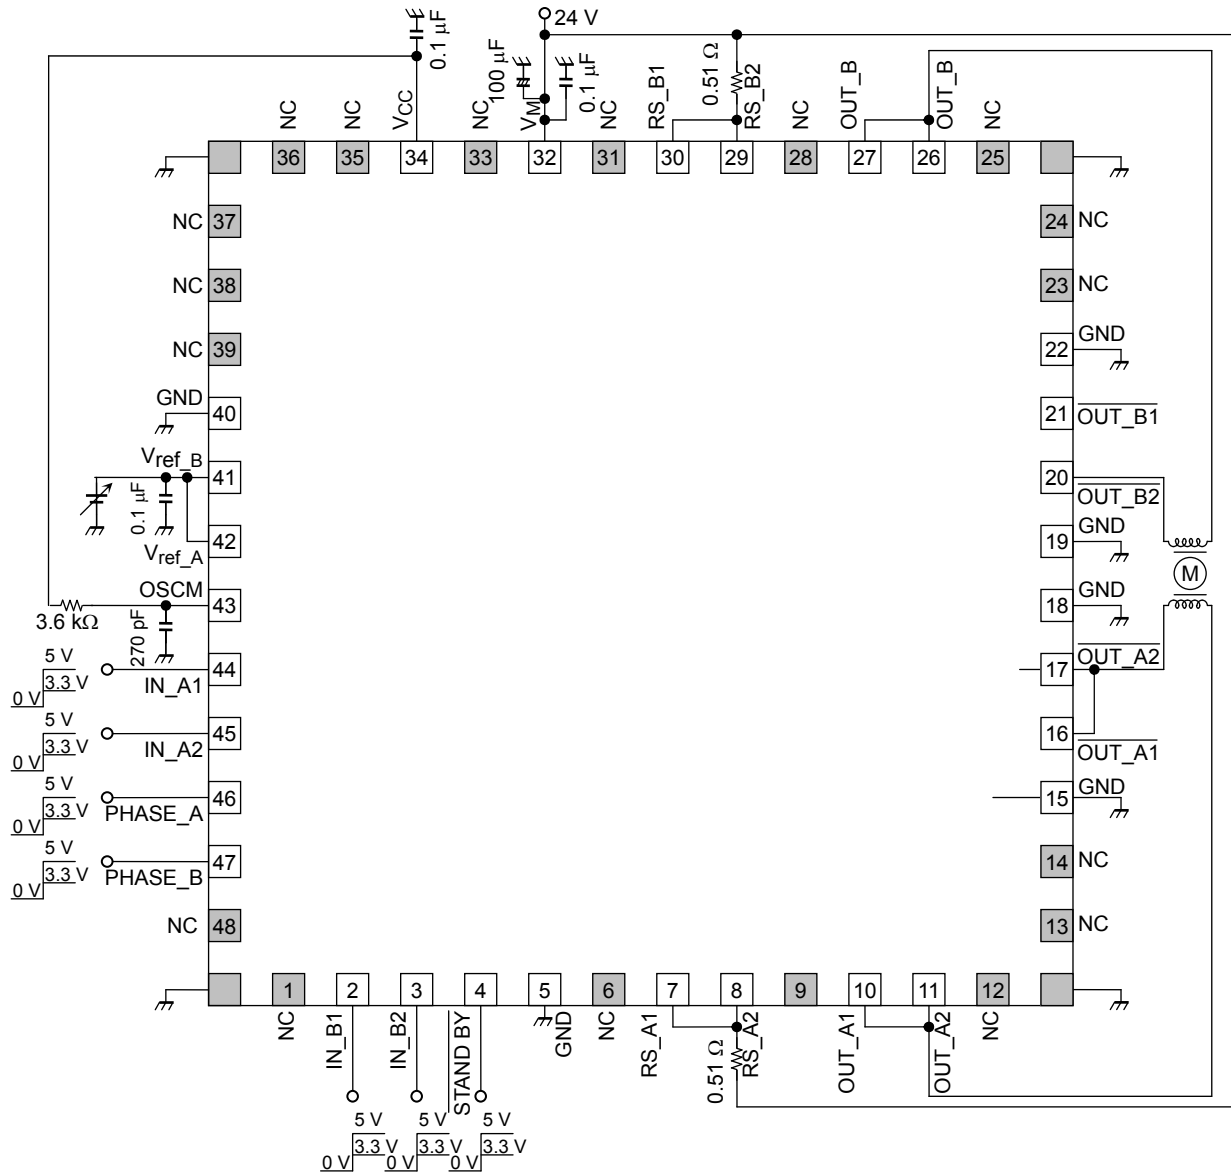 24 V
0.1 µF
100 µF
0.1 µF
0.51 Ω
NC
NC
VCC
NC
VM
NC
RS_B1
RS_B2
NC
OUT_B
OUT_B
NC
36
35
34
33
32
31
30
29
28
27
26
25
NC 37
24 NC
NC 38
23 NC
NC 39
22 GND
GND 40
21 OUT_B1
Vref_B 41
20 OUT_B2
0.1 µF
Vref_A 42
19 GND
M
OSCM 43
18 GND
3.6 kΩ
270 pF
5 V
3.3 V
0 V
IN_A1 44
17 OUT_A2
5 V
3.3 V
0 V
IN_A2 45
16 OUT_A1
5 V
3.3 V
0 V
PHASE_A 46
15 GND
5 V
3.3 V
0 V
PHASE_B 47
14 NC
NC 48
13 NC
1
2
3
4
5
6
7
8
9
10
11
12
NC
IN_B1
IN_B2
STAND BY
GND
NC
RS_A1
0.51 Ω
RS_A2
OUT_A1
OUT_A2
NC
5 V
3.3 V
0 V
5 V
3.3 V
0 V
5 V
3.3 V
0 V